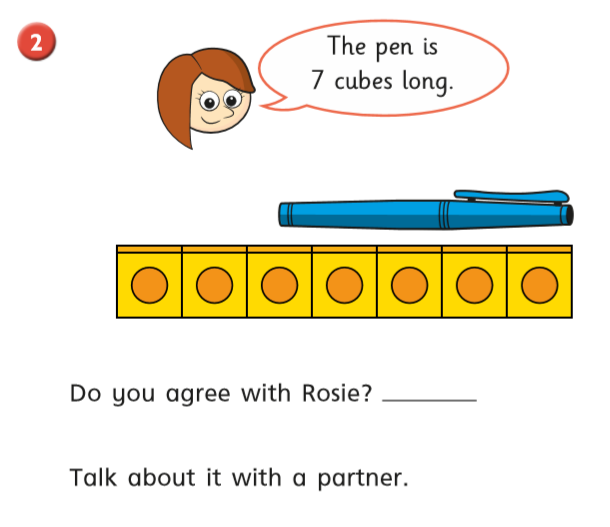 2
The pen is
7 cubes long.
Do you agree with Rosie? ________
Talk about it with a partner.